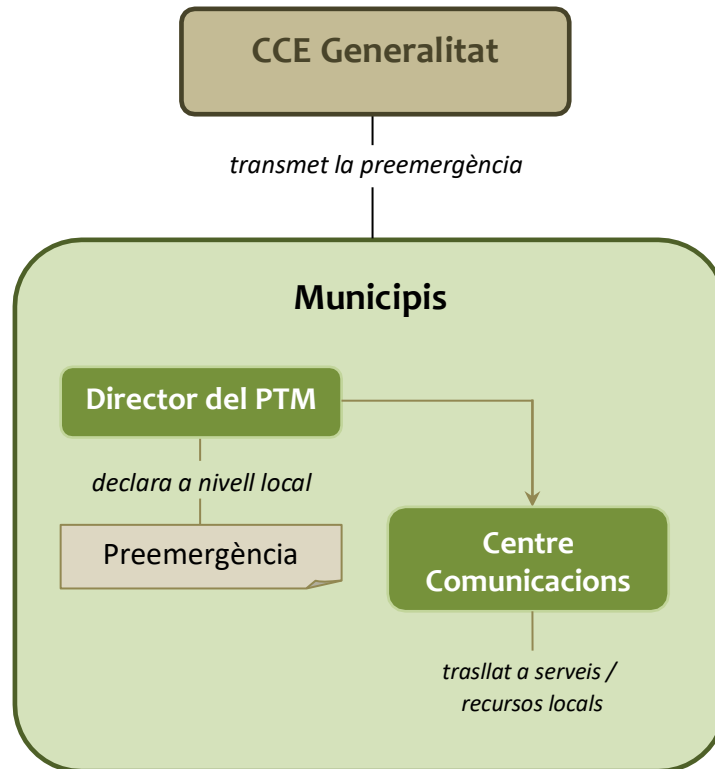 CCE Generalitat
transmet la preemergència
Municipis
Director del PTM
declara a nivell local
Preemergència
Centre
Comunicacions
trasllat a serveis /
recursos locals